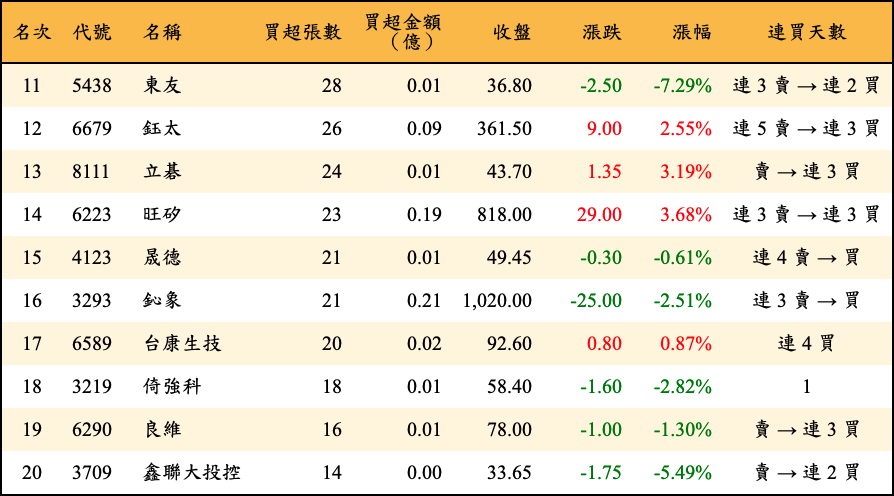 名次 代號 名稱 買超張數 買超金額（億） 收盤 漲跌 漲幅 連買天數
11 5438 東友 28 0.01 36.80 -2.50 -7.29% 連 3 賣 → 連 2 買
12 6679 鈺太 26 0.09 361.50 9.00 2.55% 連 5 賣 → 連 3 買
13 8111 立碁 24 0.01 43.70 1.35 3.19% 賣 → 連 3 買
14 6223 旺矽 23 0.19 818.00 29.00 3.68% 連 3 賣 → 連 3 買
15 4123 晟德 21 0.01 49.45 -0.30 -0.61% 連 4 賣 → 買
16 3293 鈊象 21 0.21 1,020.00 -25.00 -2.51% 連 3 賣 → 買
17 6589 台康生技 20 0.02 92.60 0.80 0.87% 連 4 買
18 3219 倚強科 18 0.01 58.40 -1.60 -2.82% 1
19 6290 良維 16 0.01 78.00 -1.00 -1.30% 賣 → 連 3 買
20 3709 鑫聯大投控 14 0.00 33.65 -1.75 -5.49% 賣 → 連 2 買